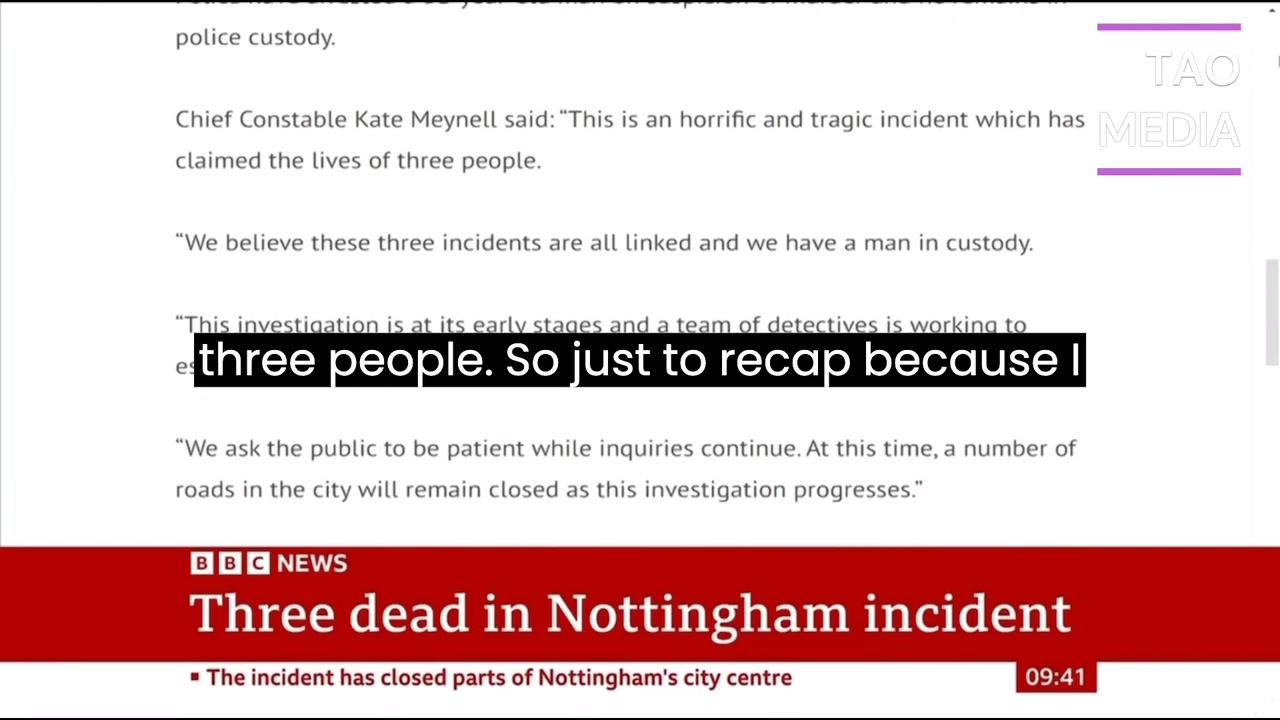 police custody.
TAO
MEDIA
Chief Constable Kate Meynell said: “This is an horrific and tragic incident which has
claimed the lives of three people.
“We believe these three incidents are all linked and we have a man in custody.
“This investigation is at its early stages and a team of detectives is working to
three people. So just to recap because I
“We ask the public to be patient while inquiries continue. At this time, a number of
roads in the city will remain closed as this investigation progresses.”
BBC NEWS
Three dead in Nottingham incident
The incident has closed parts of Nottingham's city centre
09:41